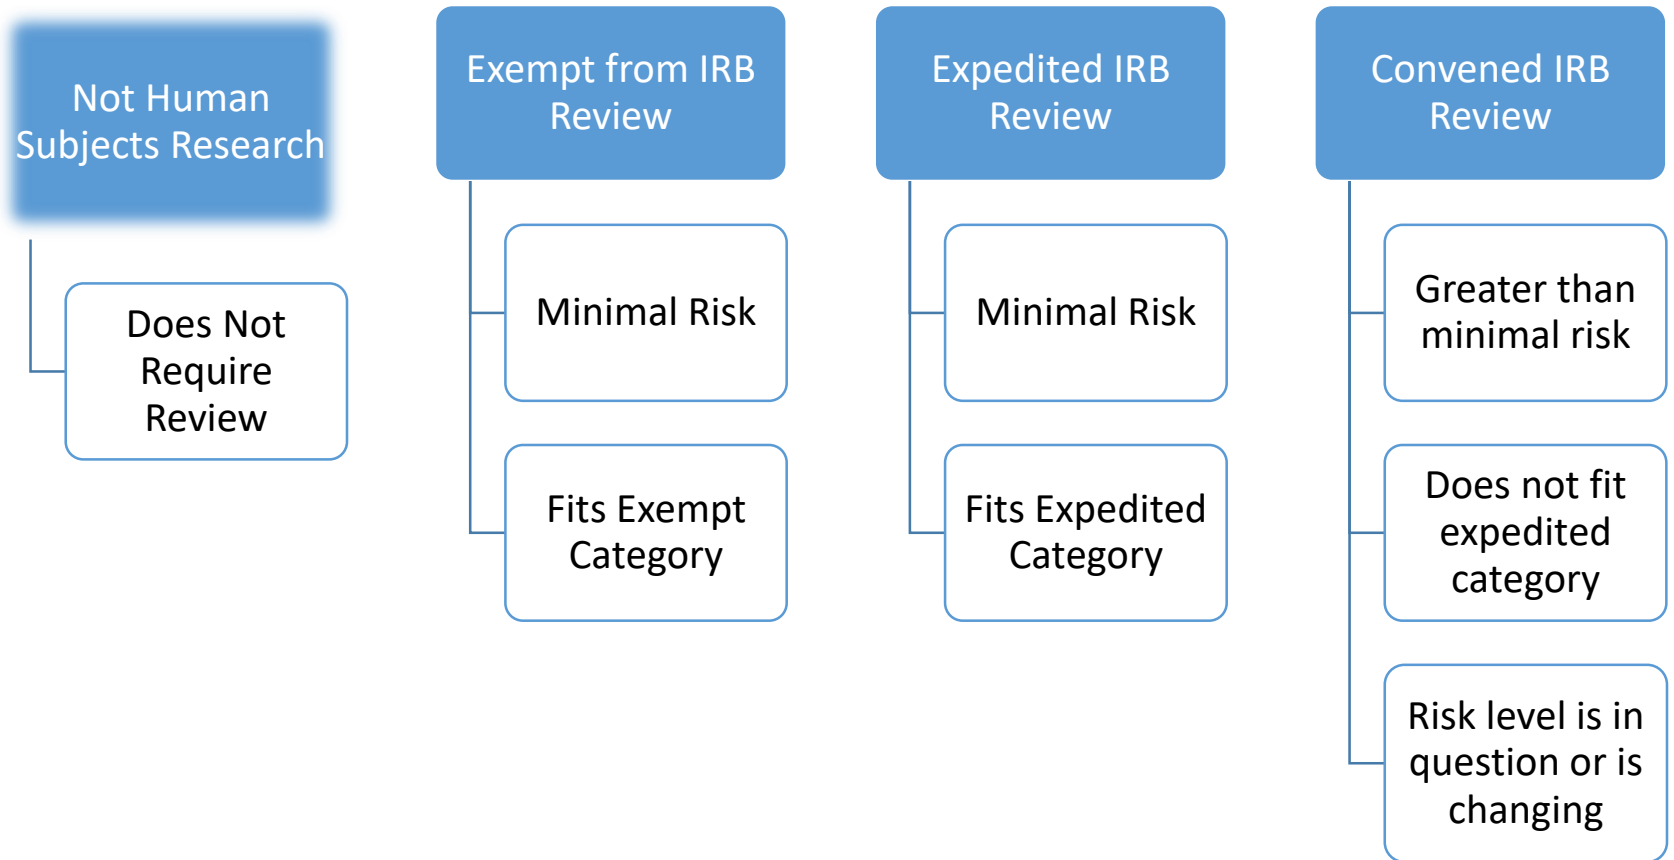 Not Human
Subjects Research
Does Not
Require
Review
Exempt from IRB
Review
Minimal Risk
Fits Exempt
Category
Expedited IRB
Review
Minimal Risk
Fits Expedited
Category
Convened IRB
Review
Greater than
minimal risk
Does not fit
expedited
category
Risk level is in
question or is
changing